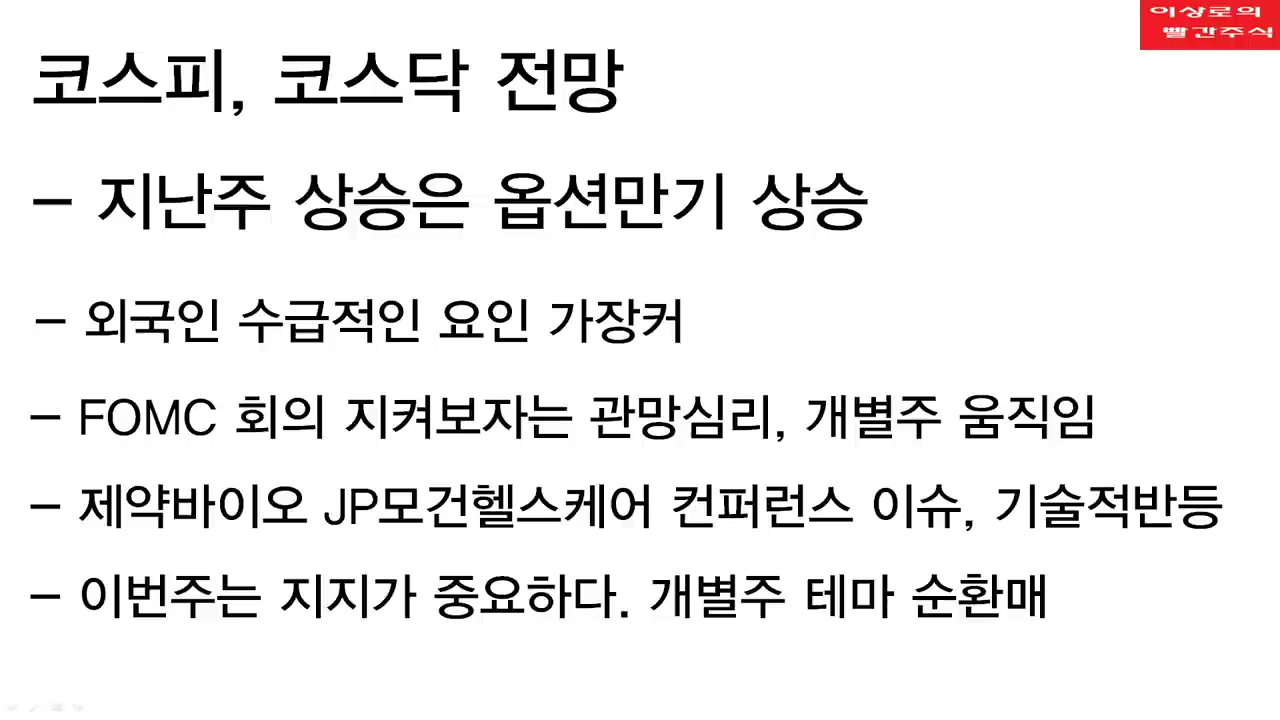 이상로의
빨간주식
코스피, 코스닥 전망
- 지난주 상승은 옵션만기 상승
- 외국인 수급적인 요인 가장커
- FOMC 회의 지켜보자는 관망심리, 개별주 움직임
- 제약바이오 JP모건헬스케어 컨퍼런스 이슈, 기술적반등
- 이번주는 지지가 중요하다. 개별주 테마 순환매